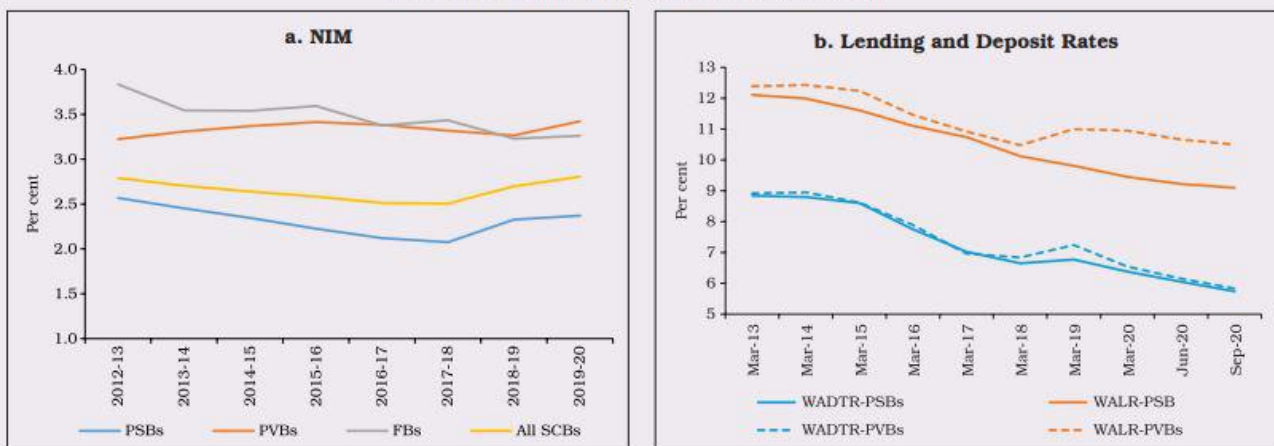 a. NIM
4.0
3.5
3.0
2.5
2.0
1.5
1.0
Per cent
2012-13
2013-14
2014-15
2015-16
2016-17
2017-18
2018-19
2019-20
PSBs PVBs FBs All SCBs
b. Lending and Deposit Rates
13
12
11
10
9
8
7
6
5
Per cent
Mar-13
Mar-14
Mar-15
Mar-16
Mar-17
Mar-18
Mar-19
Mar-20
Jun-20
Sep-20
WADTR-PSBs WALR-PSB
WADTR-PVBs WALR-PVBs